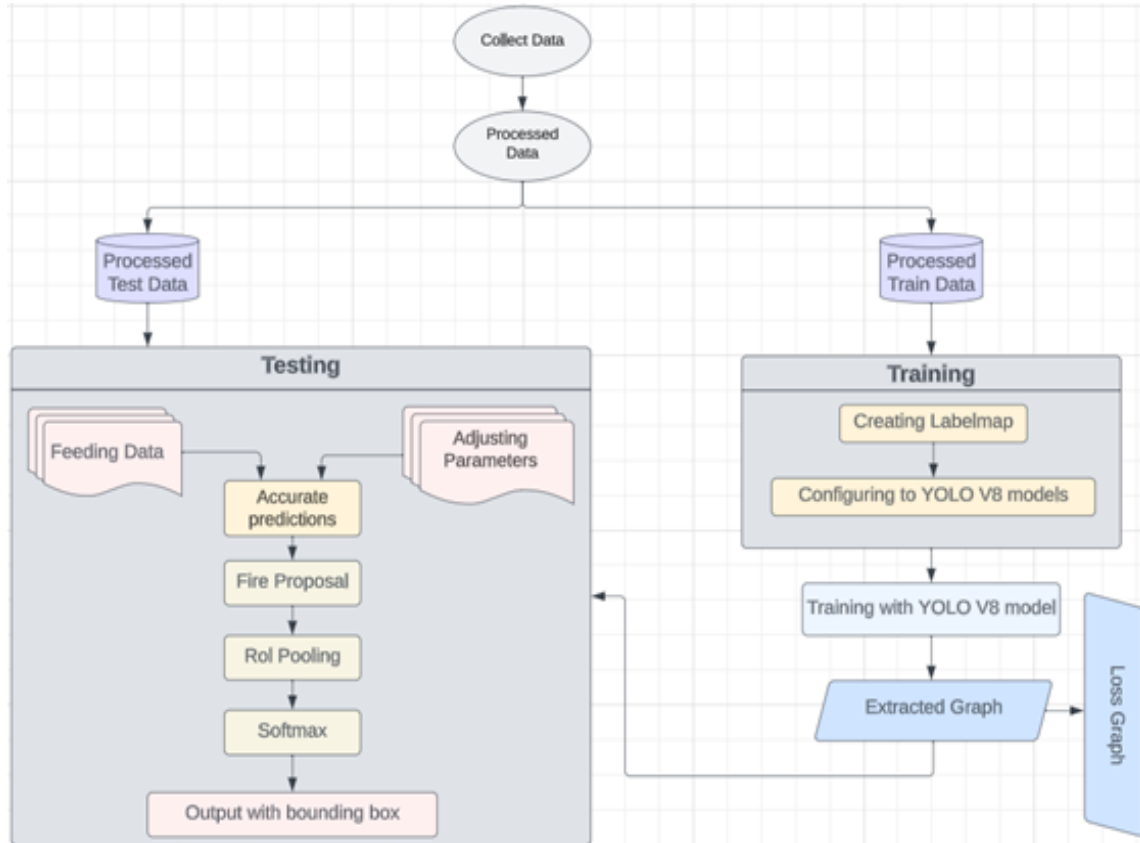 Collect Data
Processed
Data
Processed
Test Data
Processed
Train Data
Testing
Feeding Data
Adjusting
Parameters
Accurate
predictions
Fire Proposal
RoI Pooling
Softmax
Output with bounding box
Training
Creating Labelmap
Configuring to YOLO V8 models
Training with YOLO V8 model
Extracted Graph
Loss Graph